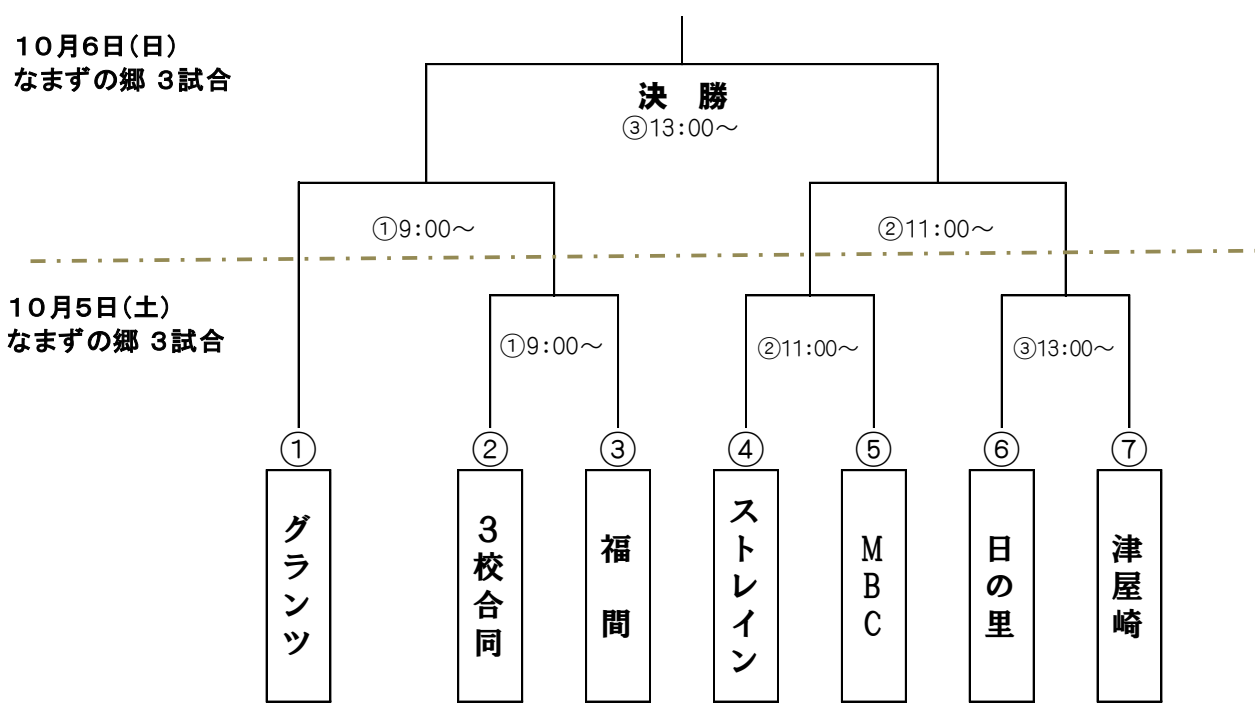 10月6日(日)
なまずの郷 3試合
決 勝
③13:00～
①9:00～
②11:00～
10月5日(土)
なまずの郷 3試合
①9:00～
②11:00～
③13:00～
①
②
③
④
⑤
⑥
⑦
グランツ
3校合同
福間
ストレイン
MBC
日の里
津屋崎